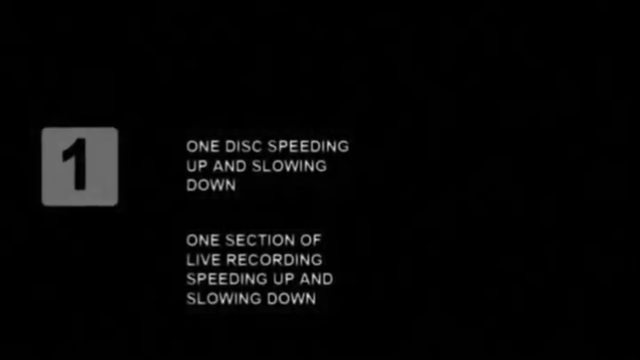 1
ONE DISC SPEEDING
UP AND SLOWING
DOWN
ONE SECTION OF
LIVE RECORDING
SPEEDING UP AND
SLOWING DOWN